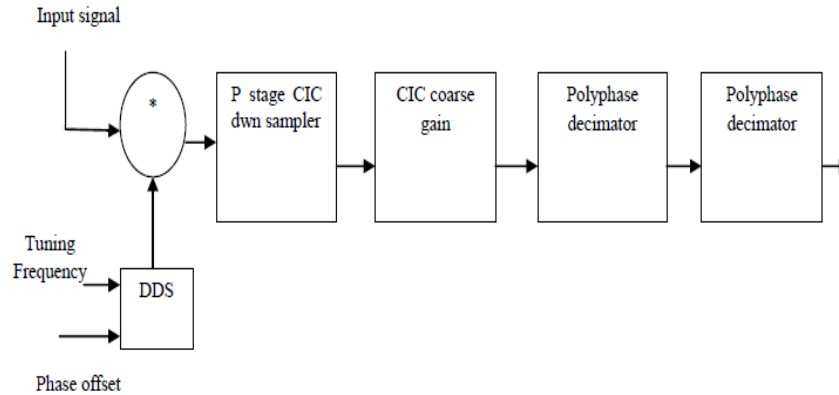 Input signal
*
P stage CIC
dwn sampler
CIC coarse
gain
Polyphase
decimator
Polyphase
decimator
Tuning
Frequency
DDS
Phase offset